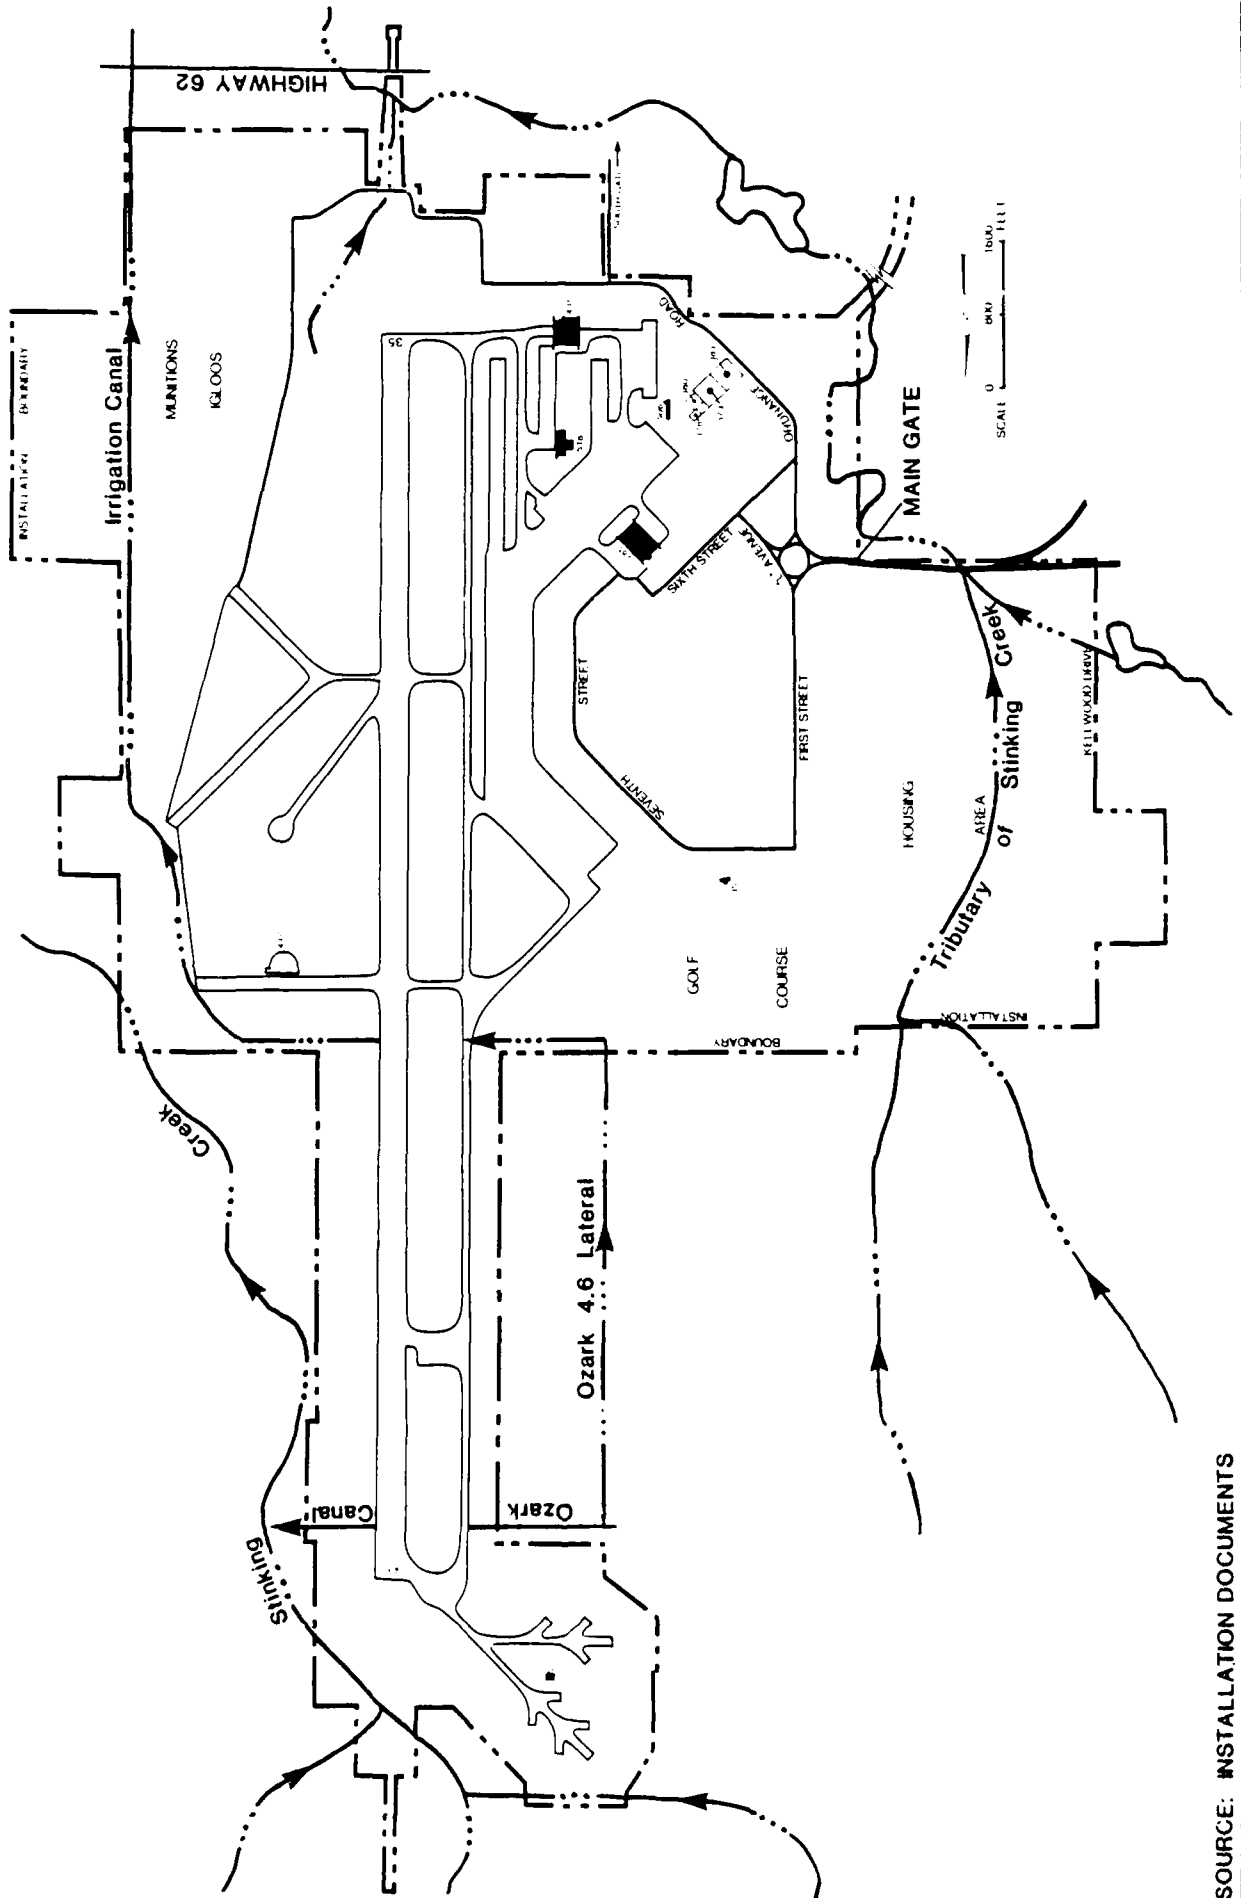 HIGHWAY 62
INSTALLATION BOUNDARY
Irrigation Canal
MUNITIONS
IGLOOS
35
ROAD
ORDNANCE
MAIN GATE
SCALE 0 800 1600 FEET
SIXTH STREET
AVENUE
STREET
SEVENTH
FIRST STREET
HOUSING
AREA
Tributary of Stinking Creek
KELLWOOD DRIVE
GOLF
COURSE
INSTALLATION
BOUNDARY
Creek
Stinking
Ozark 4.6 Lateral
Canal
Ozark
SOURCE: INSTALLATION DOCUMENTS